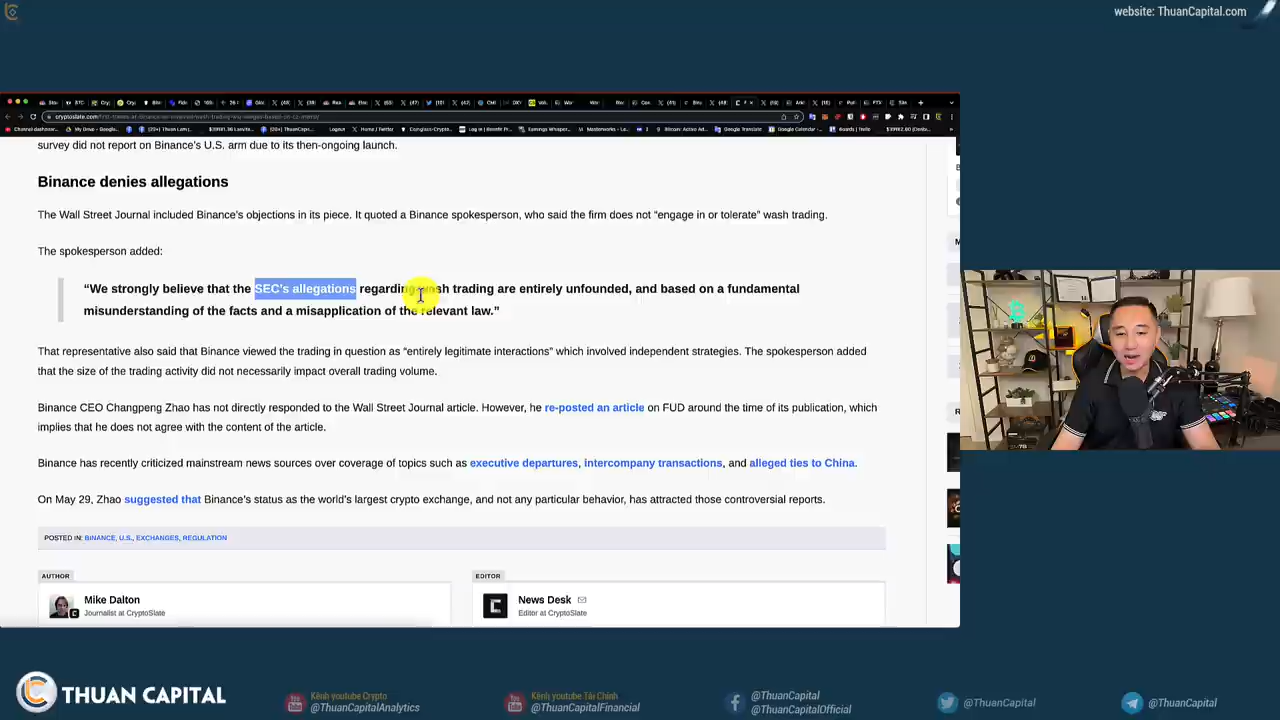 website: ThuanCapital.com
survey did not report on Binance's U.S. arm due to its then-ongoing launch.
Binance denies allegations
The Wall Street Journal included Binance's objections in its piece. It quoted a Binance spokesperson, who said the firm does not “engage in or tolerate” wash trading.
The spokesperson added:
“We strongly believe that the SEC's allegations regarding wash trading are entirely unfounded, and based on a fundamental
misunderstanding of the facts and a misapplication of the relevant law.”
That representative also said that Binance viewed the trading in question as “entirely legitimate interactions” which involved independent strategies. The spokesperson added
that the size of the trading activity did not necessarily impact overall trading volume.
Binance CEO Changpeng Zhao has not directly responded to the Wall Street Journal article. However, he re-posted an article on FUD around the time of its publication, which
implies that he does not agree with the content of the article.
Binance has recently criticized mainstream news sources over coverage of topics such as executive departures, intercompany transactions, and alleged ties to China.
On May 29, Zhao suggested that Binance's status as the world's largest crypto exchange, and not any particular behavior, has attracted those controversial reports.
POSTED IN: BINANCE, U.S., EXCHANGES, REGULATION
AUTHOR
EDITOR
Mike Dalton
Journalist at CryptoSlate
News Desk
Editor at CryptoSlate
THUAN CAPITAL
Kênh youtube Crypto
@ThuanCapitalAnalytics
Kênh youtube Tài Chính
@ThuanCapitalFinancial
@ThuanCapital
@ThuanCapitalOfficial
@ThuanCapital
@ThuanCapital